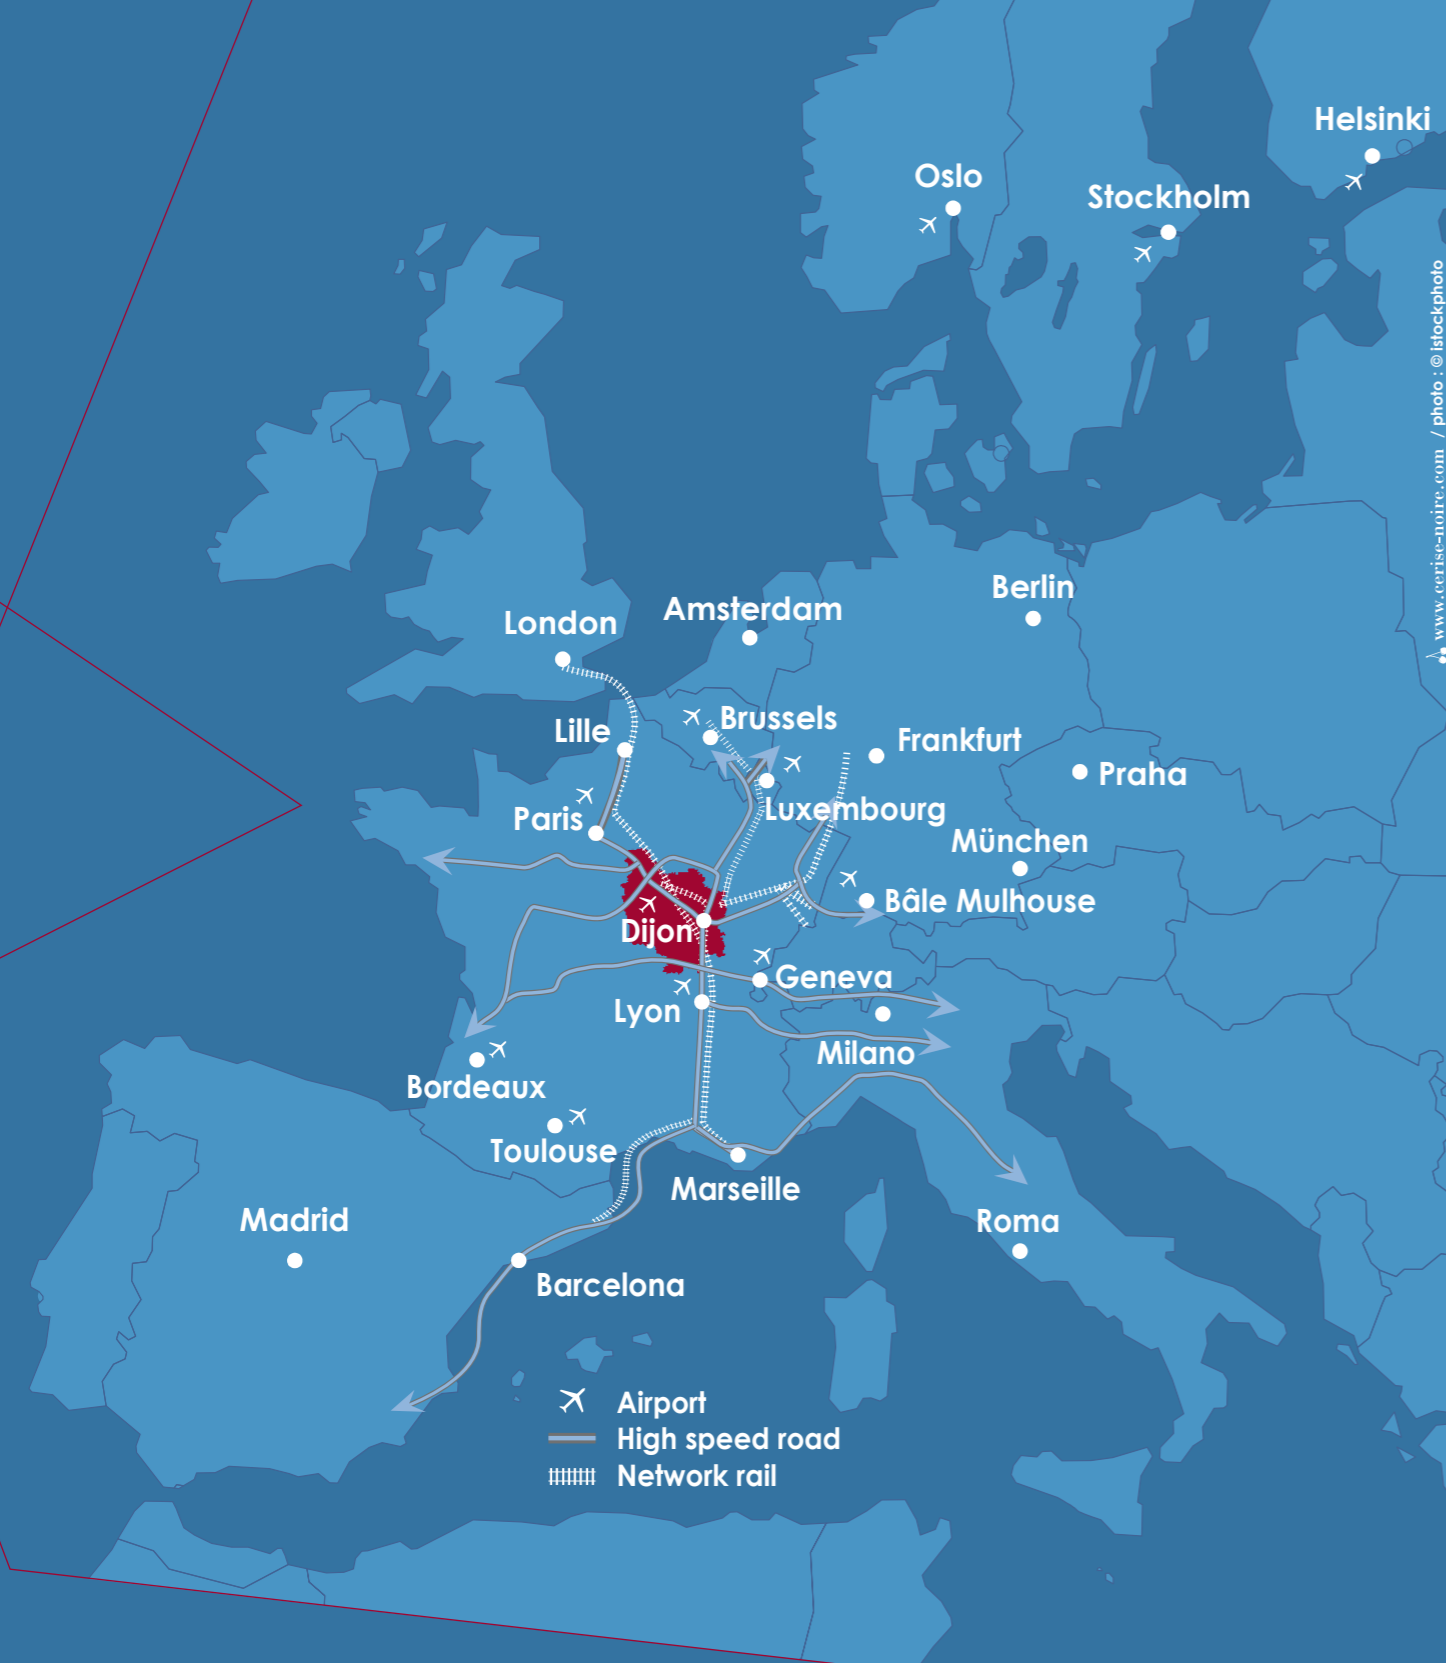 Helsinki
Oslo
Stockholm
www.cerise-noire.com / photo : © istockphoto
Berlin
Amsterdam
London
Brussels
Lille
Frankfurt
Praha
Luxembourg
Paris
München
Bâle Mulhouse
Dijon
Geneva
Lyon
Milano
Bordeaux
Toulouse
Marseille
Madrid
Roma
Barcelona
Airport
High speed road
Network rail